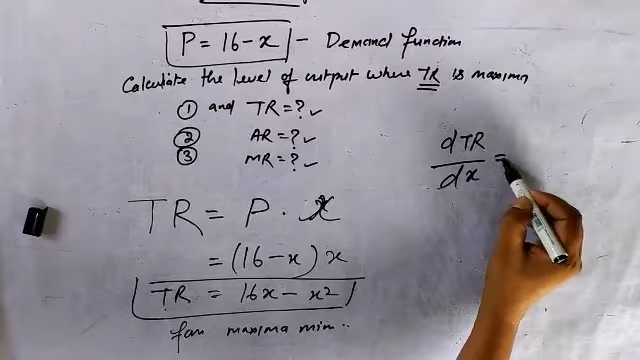 P = 16 - x - Demand function
Calculate the level of output where TR is maxima
① and TR = ? ✓
② AR = ? ✓
③ MR = ? ✓
TR = P · x
= (16 - x) x
TR = 16x - x2
for maxima min..
dTR
dx
=